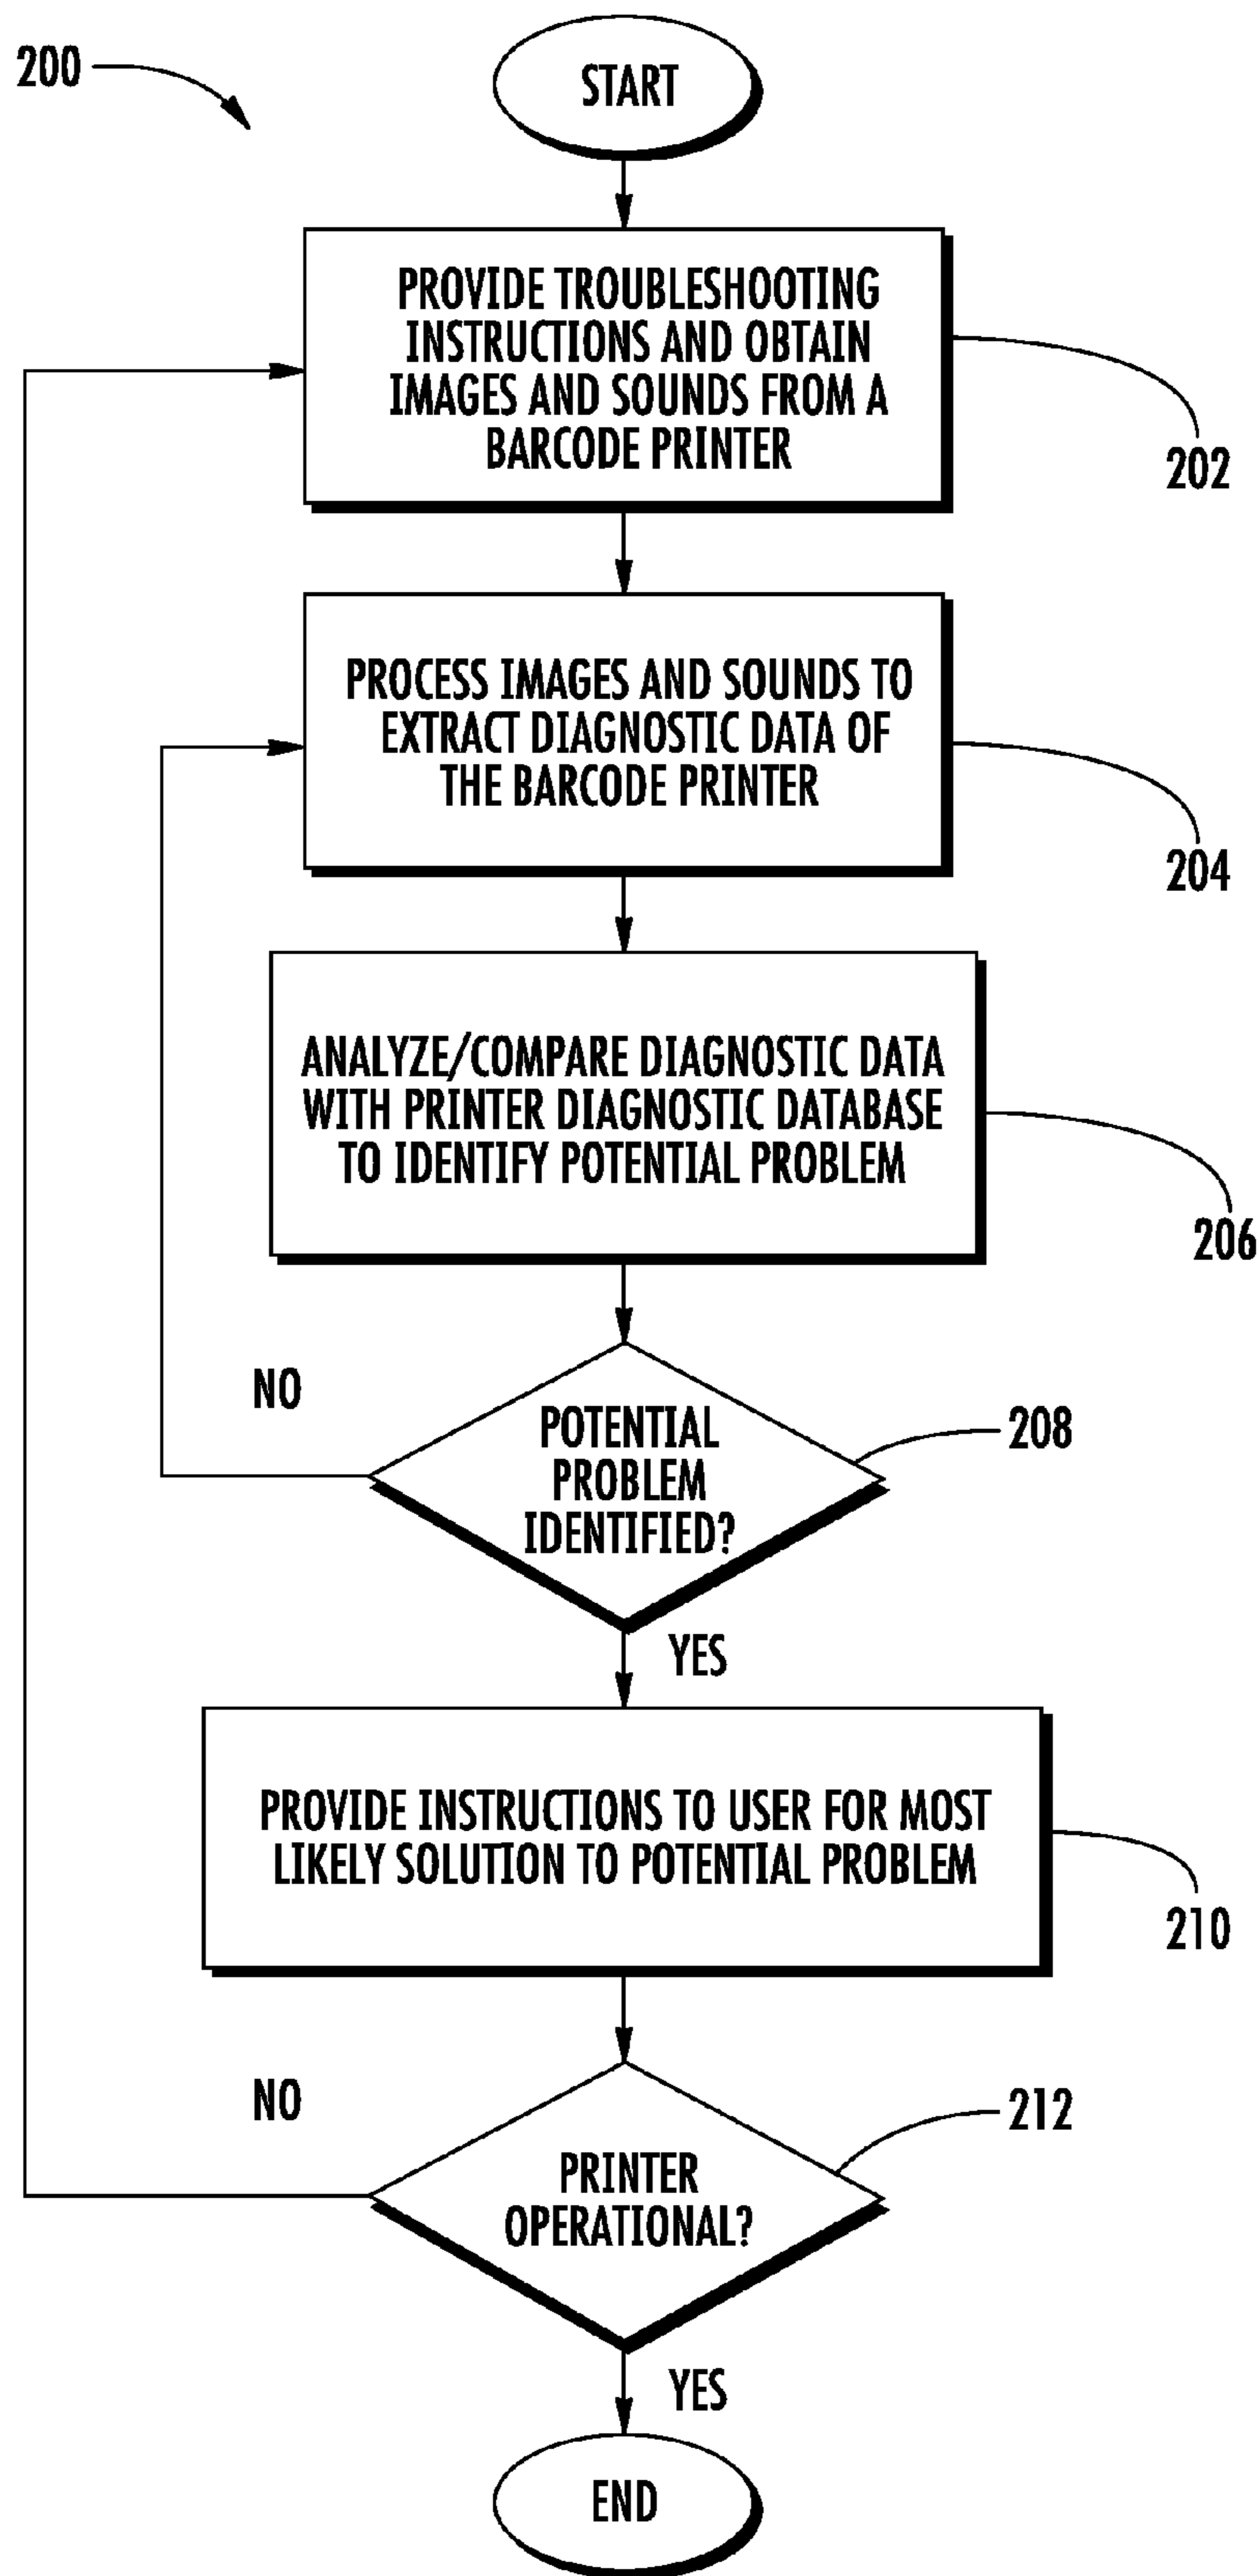 200
START
PROVIDE TROUBLESHOOTING
INSTRUCTIONS AND OBTAIN
IMAGES AND SOUNDS FROM A
BARCODE PRINTER
202
PROCESS IMAGES AND SOUNDS TO
EXTRACT DIAGNOSTIC DATA OF
THE BARCODE PRINTER
204
ANALYZE/COMPARE DIAGNOSTIC DATA
WITH PRINTER DIAGNOSTIC DATABASE
TO IDENTIFY POTENTIAL PROBLEM
206
NO
POTENTIAL
PROBLEM
IDENTIFIED?
208
YES
PROVIDE INSTRUCTIONS TO USER FOR MOST
LIKELY SOLUTION TO POTENTIAL PROBLEM
210
NO
PRINTER
OPERATIONAL?
212
YES
END